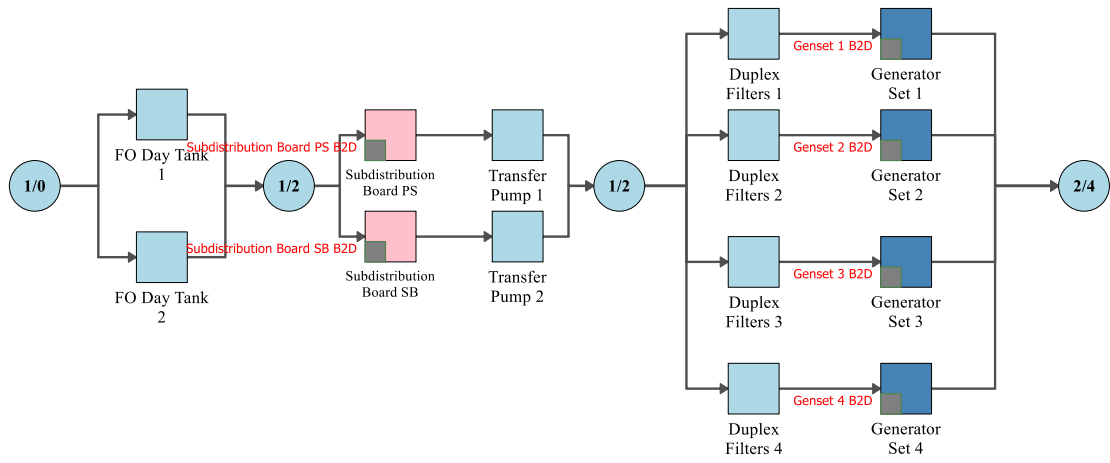 Genset 1 B2D
Duplex
Filters 1
Generator
Set 1
FO Day Tank
1
Subdistribution Board PS B2D
Subdistribution
Board PS
Transfer
Pump 1
Genset 2 B2D
Duplex
Filters 2
Generator
Set 2
1/0
1/2
1/2
2/4
FO Day Tank
2
Subdistribution Board SB B2D
Subdistribution
Board SB
Transfer
Pump 2
Genset 3 B2D
Duplex
Filters 3
Generator
Set 3
Genset 4 B2D
Duplex
Filters 4
Generator
Set 4